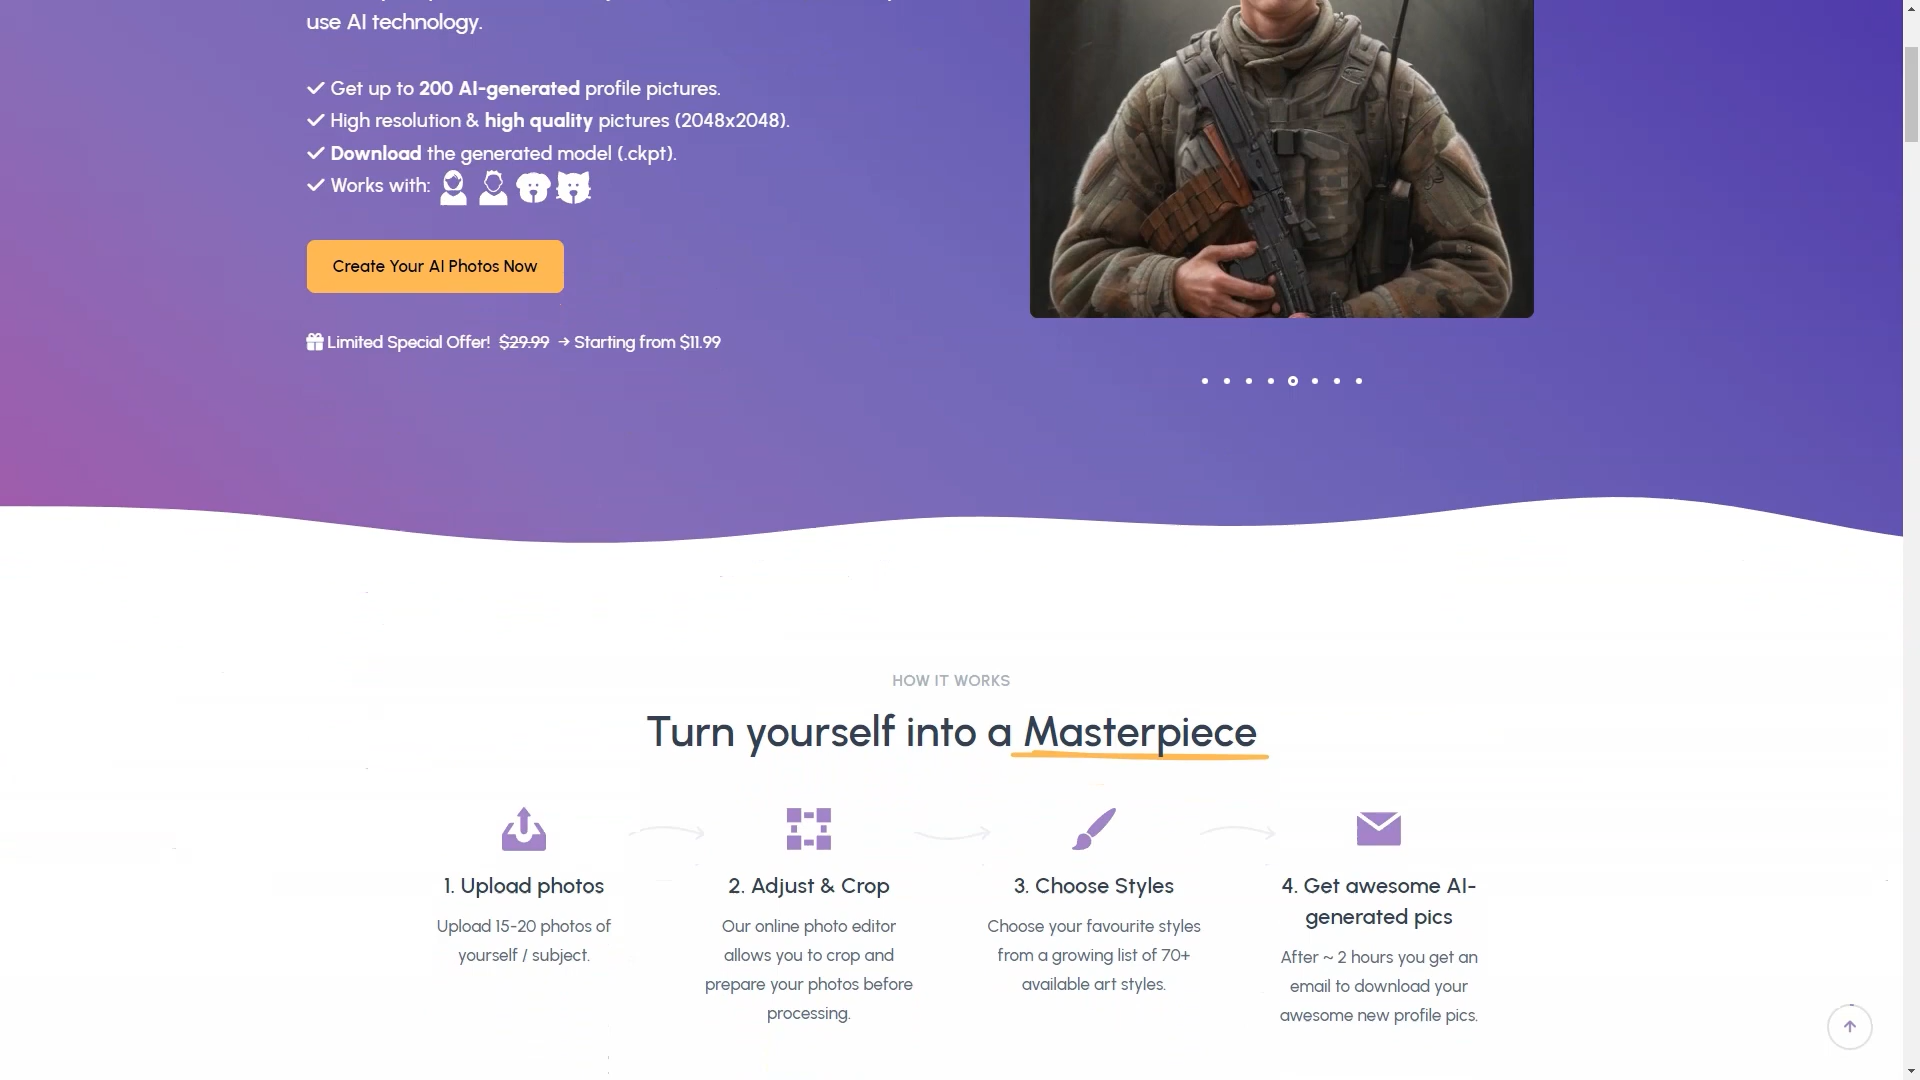 use AI technology.
Get up to 200 AI-generated profile pictures.
High resolution & high quality pictures (2048x2048).
Download the generated model (.ckpt).
Works with:
Create Your AI Photos Now
Limited Special Offer! $29.99 → Starting from $11.99
HOW IT WORKS
Turn yourself into a Masterpiece
1. Upload photos
Upload 15-20 photos of
yourself / subject.
2. Adjust & Crop
Our online photo editor
allows you to crop and
prepare your photos before
processing.
3. Choose Styles
Choose your favourite styles
from a growing list of 70+
available art styles.
4. Get awesome AI-
generated pics
After ~ 2 hours you get an
email to download your
awesome new profile pics.